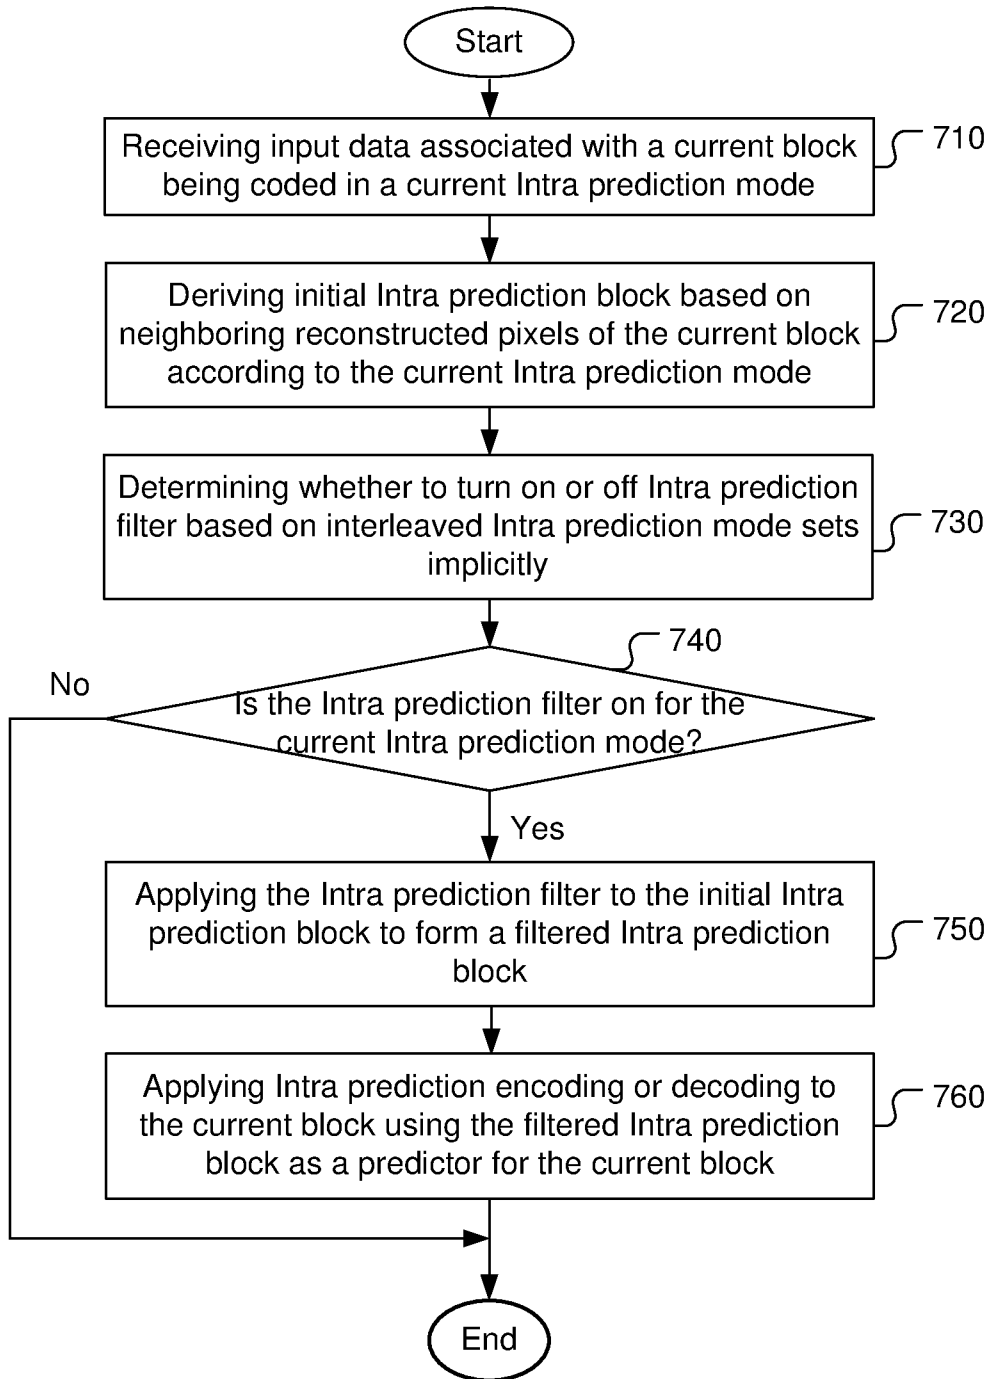 Start
Receiving input data associated with a current block
being coded in a current Intra prediction mode
710
Deriving initial Intra prediction block based on
neighboring reconstructed pixels of the current block
according to the current Intra prediction mode
720
Determining whether to turn on or off Intra prediction
filter based on interleaved Intra prediction mode sets
implicitly
730
740
No
Is the Intra prediction filter on for the
current Intra prediction mode?
Yes
Applying the Intra prediction filter to the initial Intra
prediction block to form a filtered Intra prediction
block
750
Applying Intra prediction encoding or decoding to
the current block using the filtered Intra prediction
block as a predictor for the current block
760
End